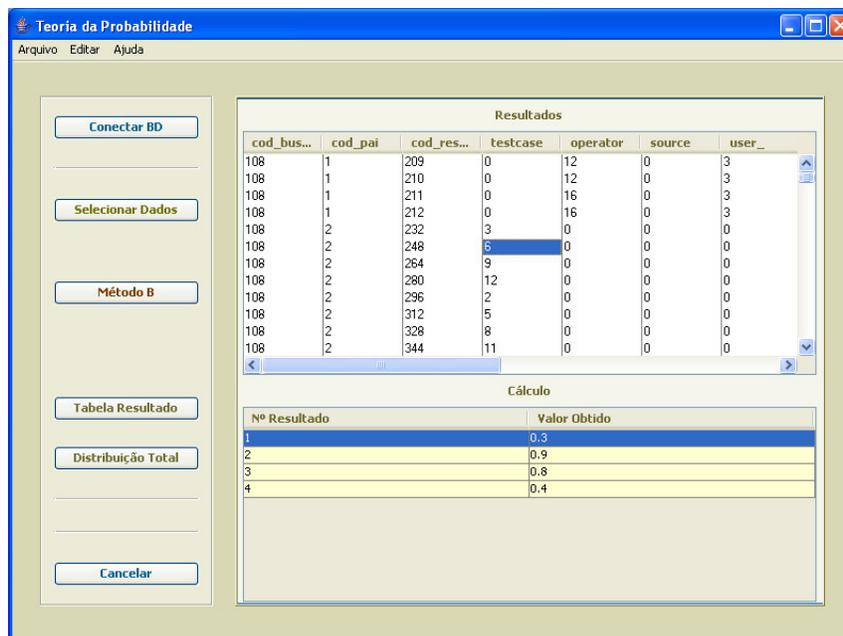 Teoria da Probabilidade
Arquivo Editar Ajuda
Conectar BD
Selecionar Dados
Método B
Tabela Resultado
Distribuição Total
Cancelar
Resultados
cod_bus... cod_pai cod_res... testcase operator source user_
108 1 209 0 12 0 3
108 1 210 0 12 0 3
108 1 211 0 16 0 3
108 1 212 0 16 0 3
108 2 232 3 0 0 0
108 2 248 6 0 0 0
108 2 264 9 0 0 0
108 2 280 12 0 0 0
108 2 296 2 0 0 0
108 2 312 5 0 0 0
108 2 328 8 0 0 0
108 2 344 11 0 0 0
Cálculo
Nº Resultado Valor Obtido
1 0.3
2 0.9
3 0.8
4 0.4